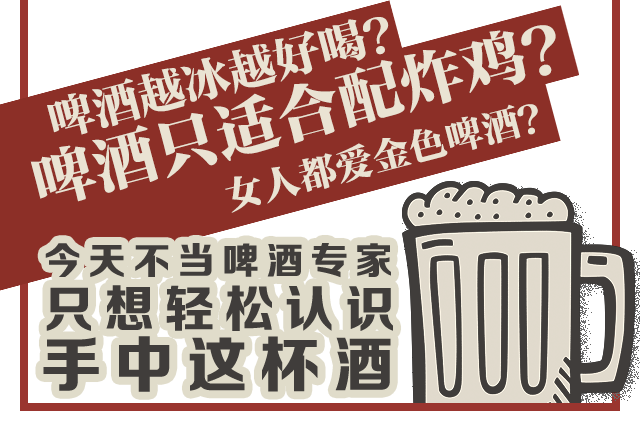 啤酒越冰越好喝？
啤酒只适合配炸鸡？
女人都爱金色啤酒？
今天不当啤酒专家
只想轻松认识
手中这杯酒